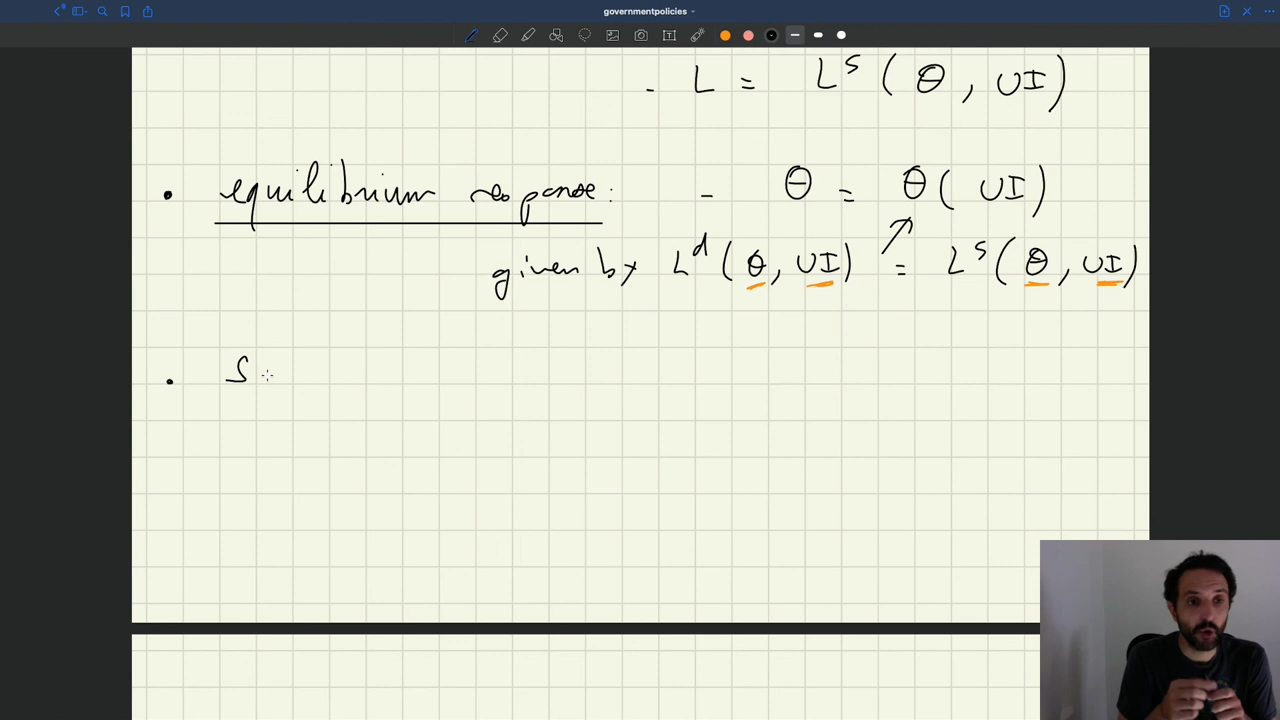 governmentpolicies
- L = L^s (θ, UI)
• equilibrium response: - θ = θ(UI)
given by L^d (θ, UI) = L^s (θ, UI)
• S